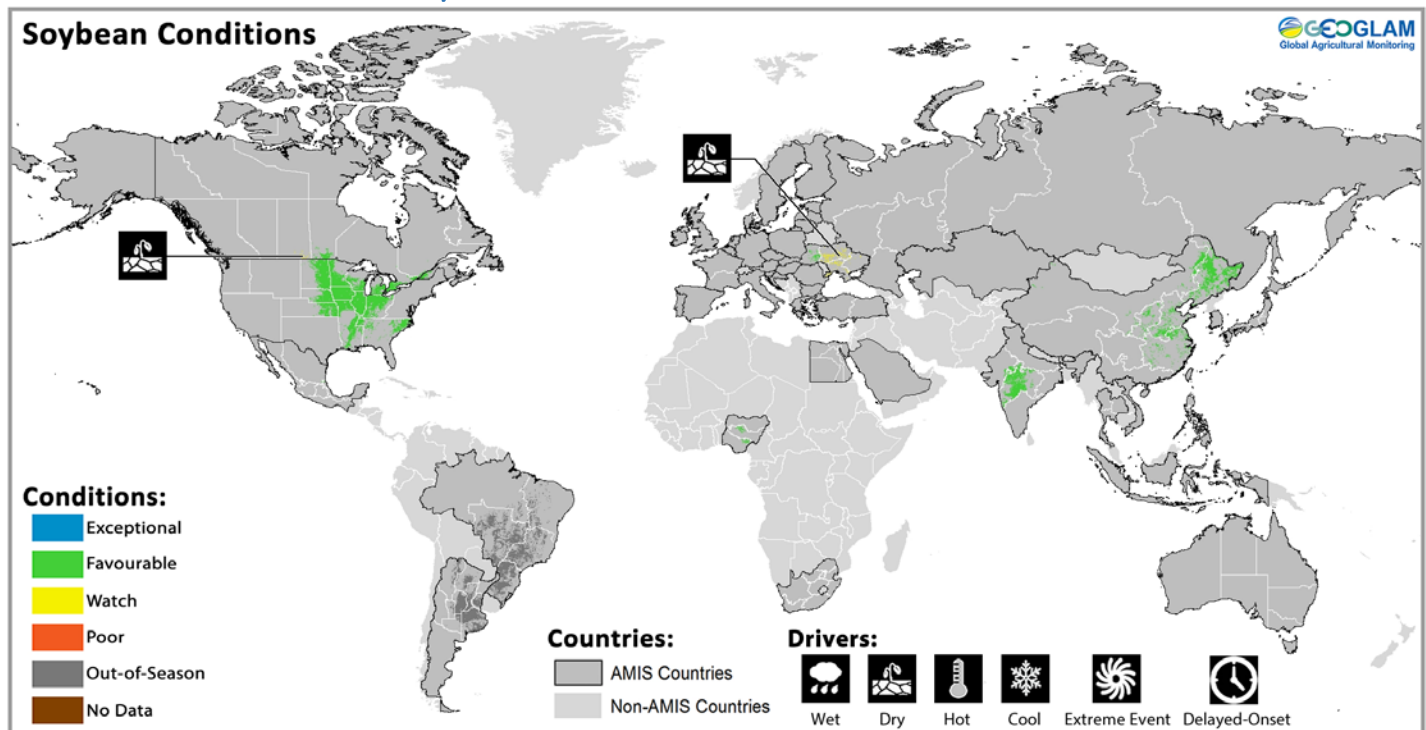 Soybean Conditions
GEOGLAM
Global Agricultural Monitoring
Conditions:
Exceptional
Favourable
Watch
Poor
Out-of-Season
No Data
Countries:
AMIS Countries
Non-AMIS Countries
Drivers:
Wet
Dry
Hot
Cool
Extreme Event
Delayed-Onset